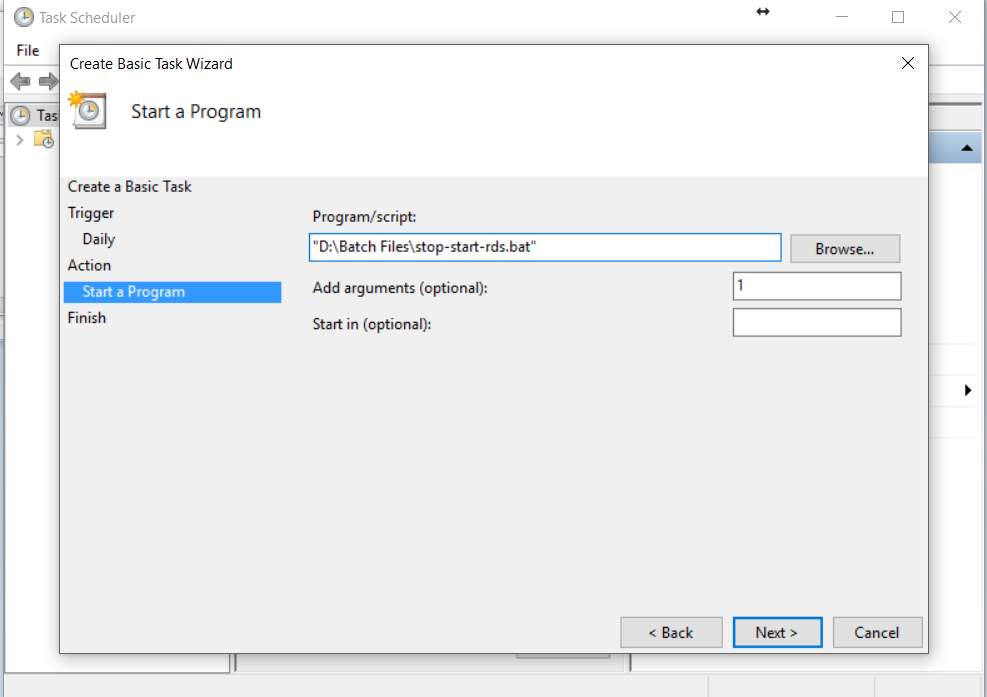 Task Scheduler
File
Create Basic Task Wizard
Start a Program
Tas
Create a Basic Task
Trigger
Daily
Action
Start a Program
Finish
Program/script:
"D:\Batch Files\stop-start-rds.bat"
Browse...
Add arguments (optional):
1
Start in (optional):
< Back
Next >
Cancel